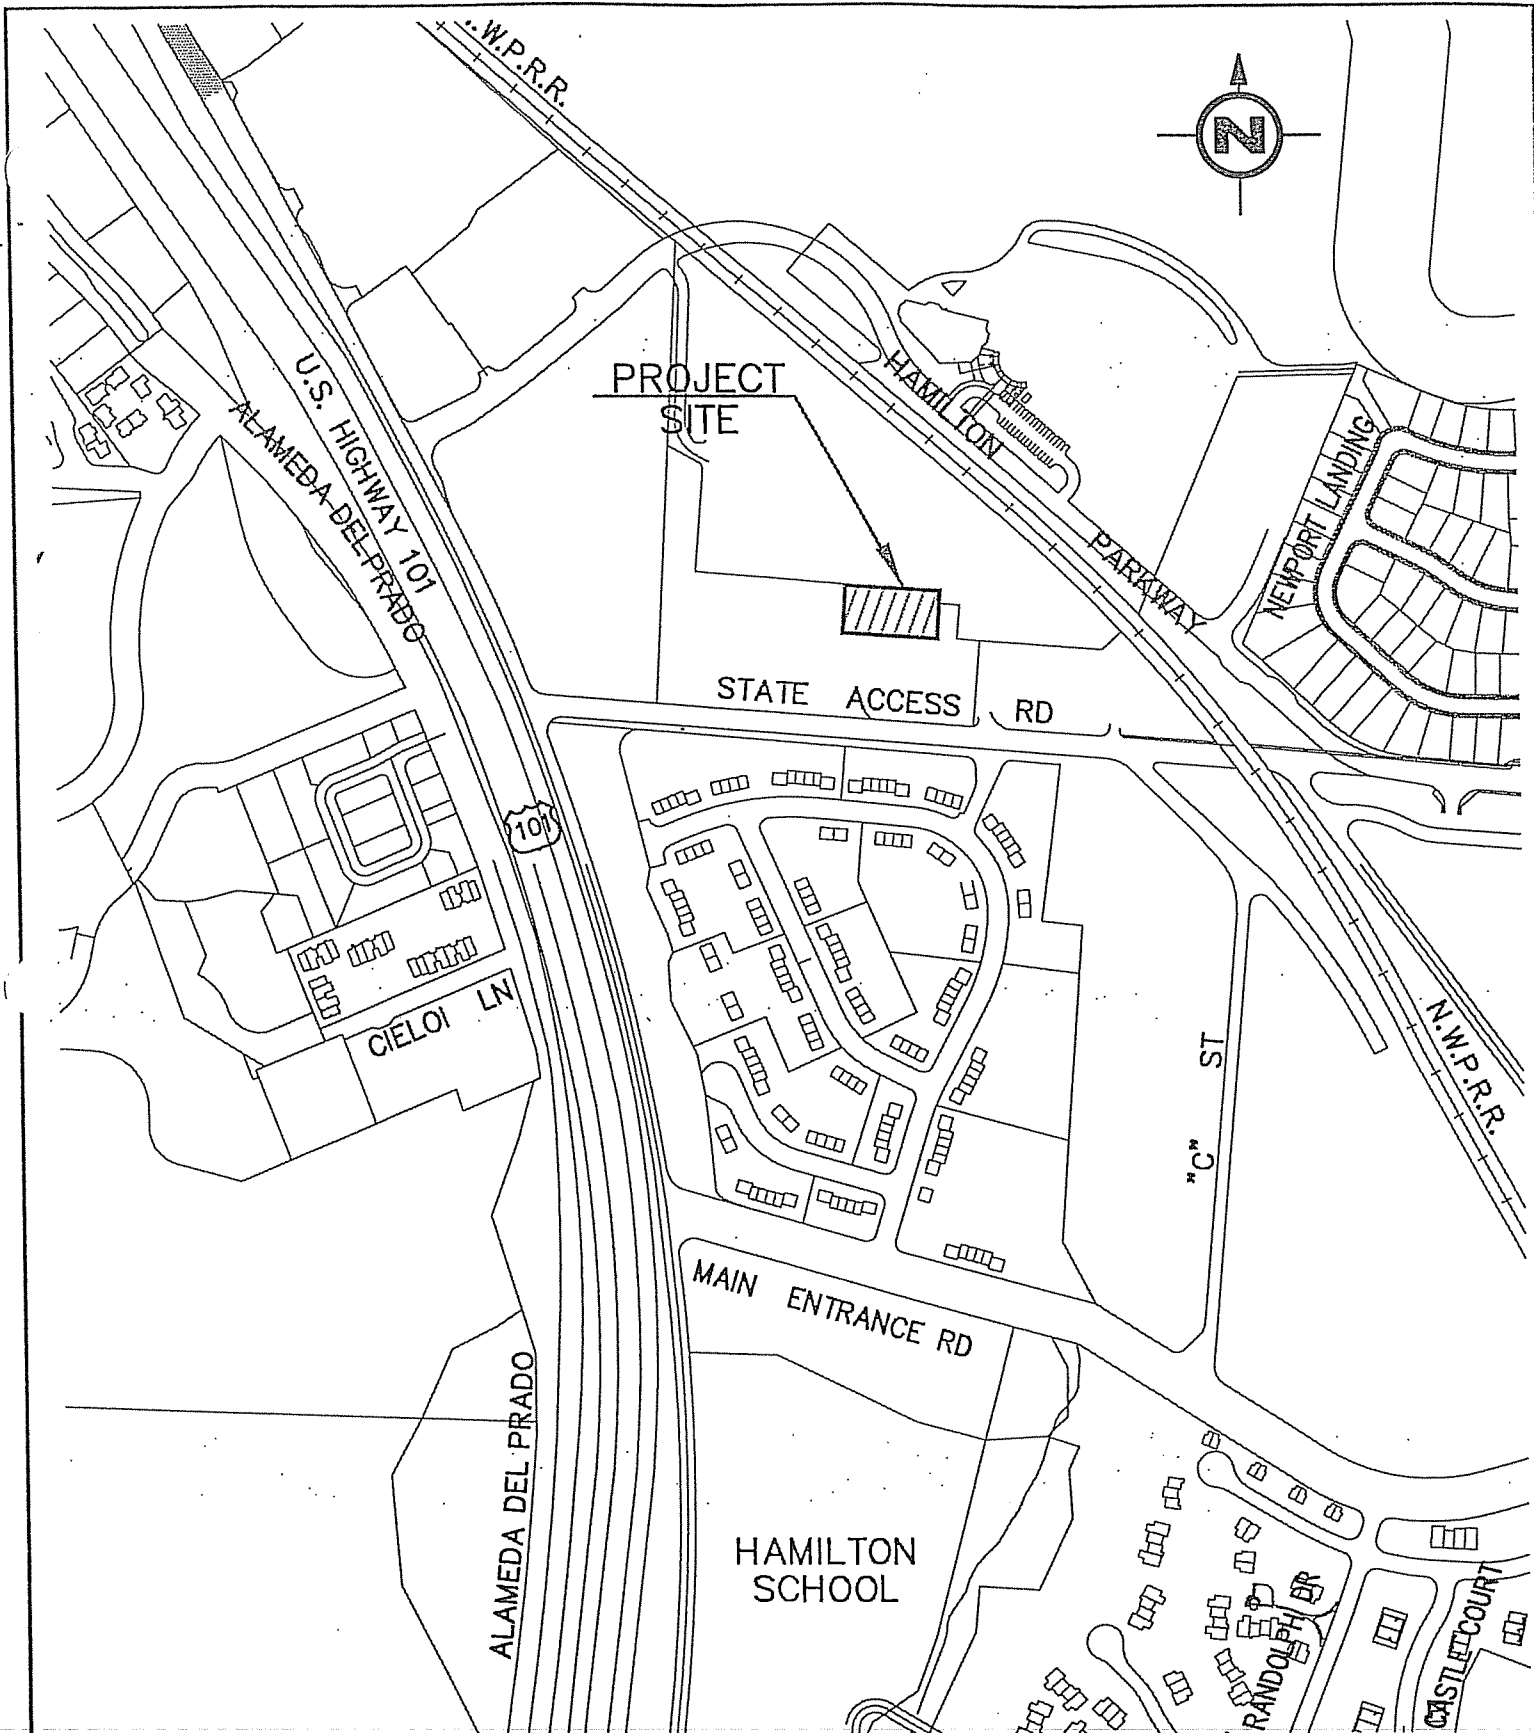 .W.P.R.R.
N
PROJECT
SITE
HAMILTON
PARKWAY
NEWPORT LANDING
U.S. HIGHWAY 101
ALAMEDA DEL PRADO
STATE ACCESS RD
101
CIELOI LN
N.W.P.R.R.
"C" ST
MAIN ENTRANCE RD
ALAMEDA DEL PRADO
HAMILTON
SCHOOL
RANDOLPH DR
CASTLE COURT